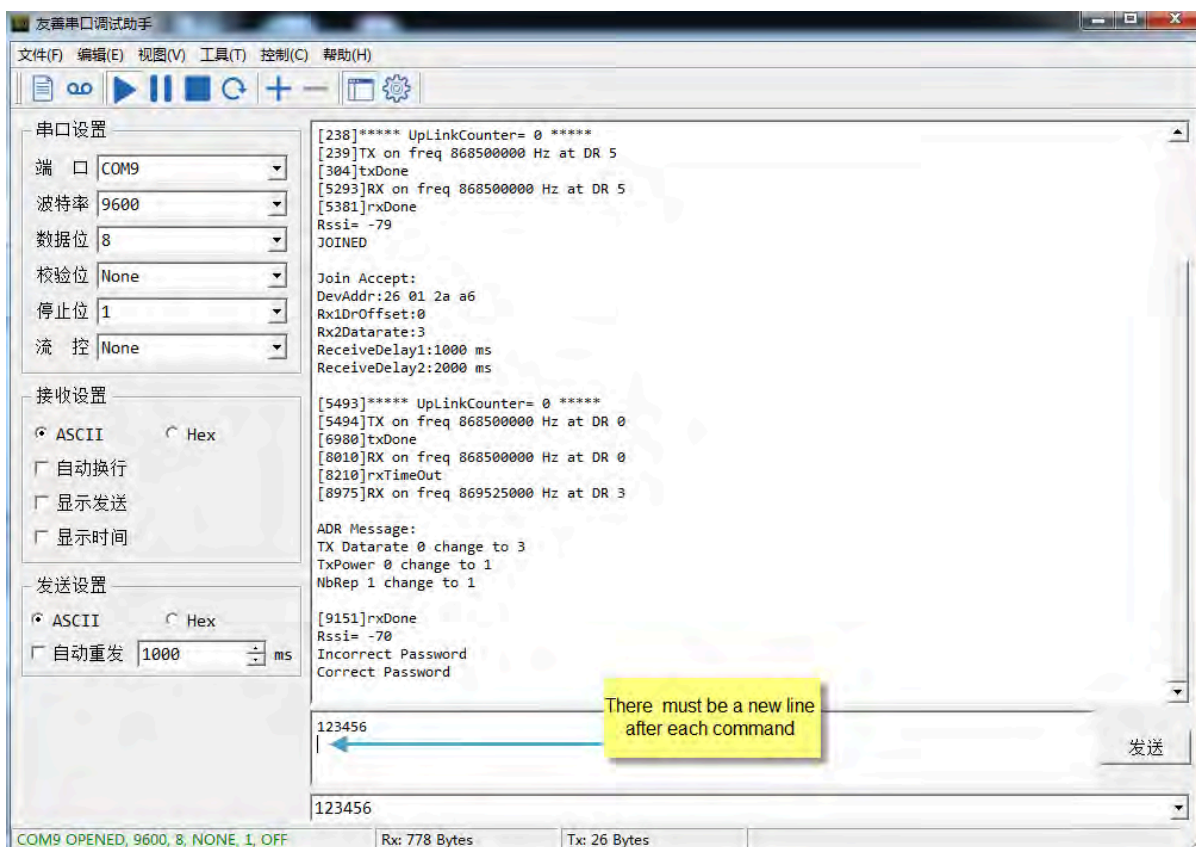 友善串口调试助手
文件(F) 编辑(E) 视图(V) 工具(T) 控制(C) 帮助(H)
串口设置
端 口 COM9
波特率 9600
数据位 8
校验位 None
停止位 1
流 控 None
接收设置
ASCII Hex
自动换行
显示发送
显示时间
发送设置
ASCII Hex
自动重发 1000 ms
[238]***** UpLinkCounter= 0 *****
[239]TX on freq 868500000 Hz at DR 5
[304]txDone
[5293]RX on freq 868500000 Hz at DR 5
[5381]rxDone
Rssi= -79
JOINED
Join Accept:
DevAddr:26 01 2a a6
Rx1DrOffset:0
Rx2Datarate:3
ReceiveDelay1:1000 ms
ReceiveDelay2:2000 ms
[5493]***** UpLinkCounter= 0 *****
[5494]TX on freq 868500000 Hz at DR 0
[6980]txDone
[8010]RX on freq 868500000 Hz at DR 0
[8210]rxTimeOut
[8975]RX on freq 869525000 Hz at DR 3
ADR Message:
TX Datarate 0 change to 3
TxPower 0 change to 1
NbRep 1 change to 1
[9151]rxDone
Rssi= -70
Incorrect Password
Correct Password
There must be a new line
after each command
123456
发送
123456
COM9 OPENED, 9600, 8, NONE, 1, OFF Rx: 778 Bytes Tx: 26 Bytes